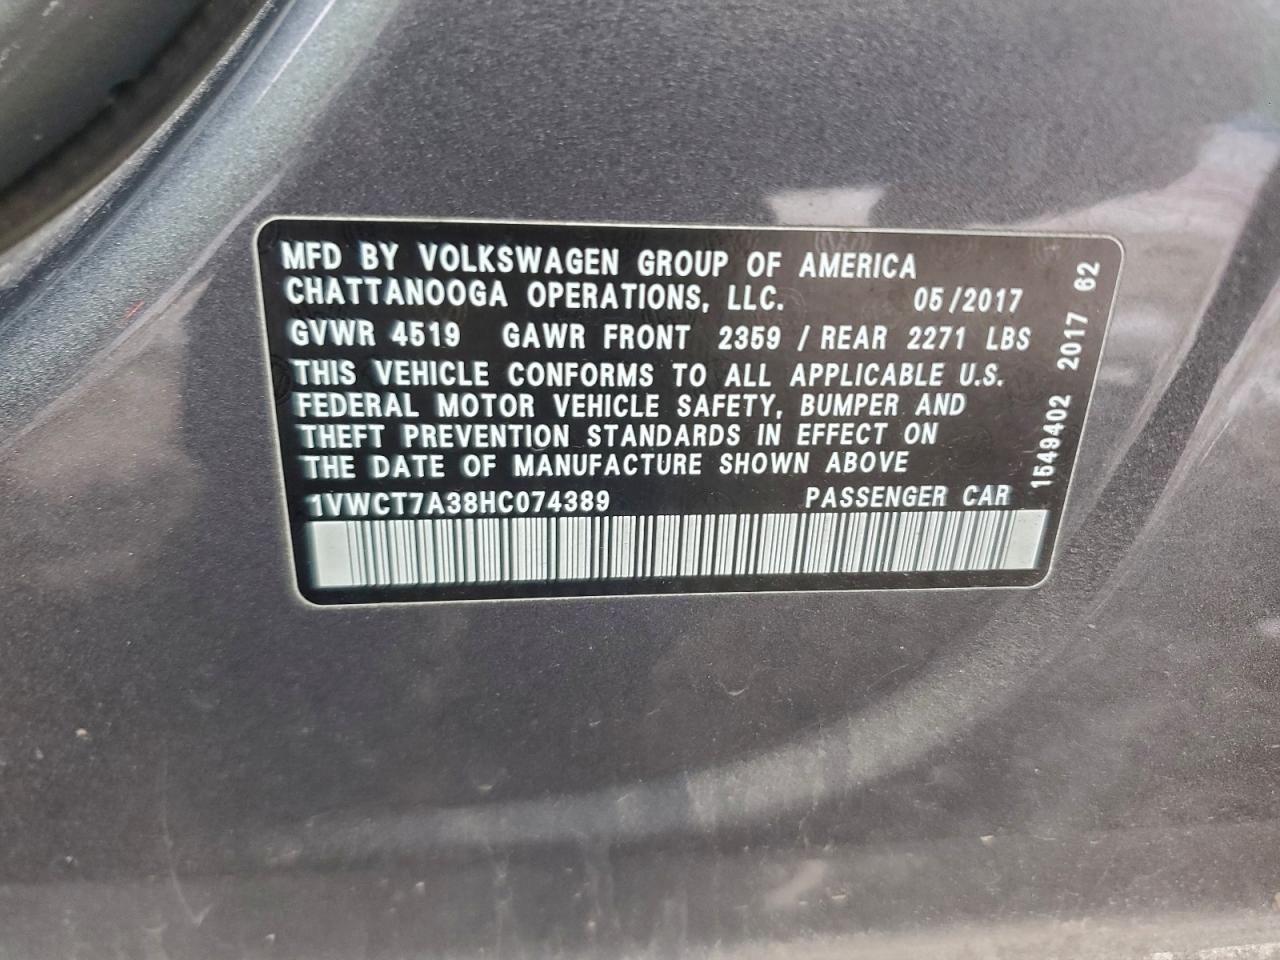 MFD BY VOLKSWAGEN GROUP OF AMERICA
CHATTANOOGA OPERATIONS, LLC. 05/2017
GVWR 4519 GAWR FRONT 2359 / REAR 2271 LBS
THIS VEHICLE CONFORMS TO ALL APPLICABLE U.S.
FEDERAL MOTOR VEHICLE SAFETY, BUMPER AND
THEFT PREVENTION STANDARDS IN EFFECT ON
THE DATE OF MANUFACTURE SHOWN ABOVE
1VWCT7A38HC074389 PASSENGER CAR
1549402 2017 62